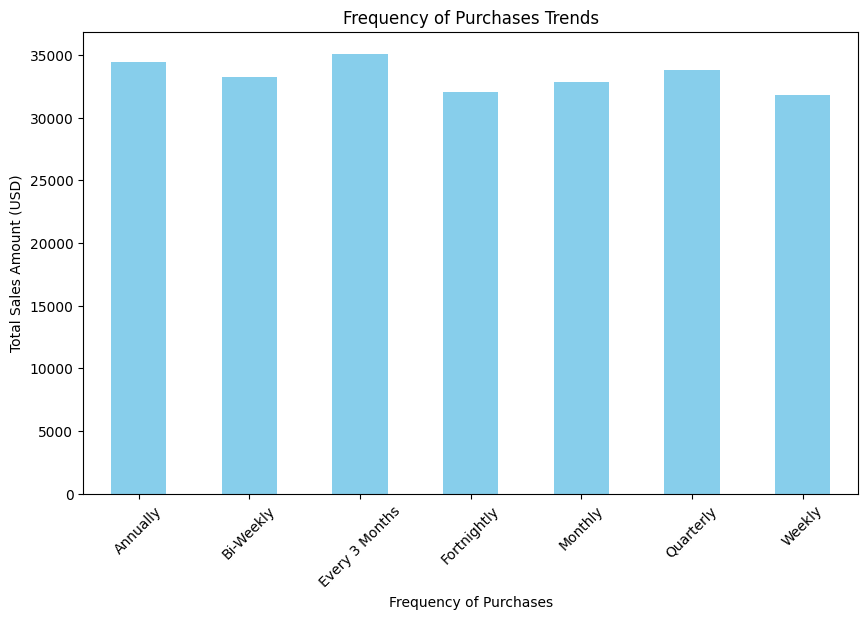 Frequency of Purchases Trends
Total Sales Amount (USD)
35000
30000
25000
20000
15000
10000
5000
0
Annually
Bi-Weekly
Every 3 Months
Fortnightly
Monthly
Quarterly
Weekly
Frequency of Purchases